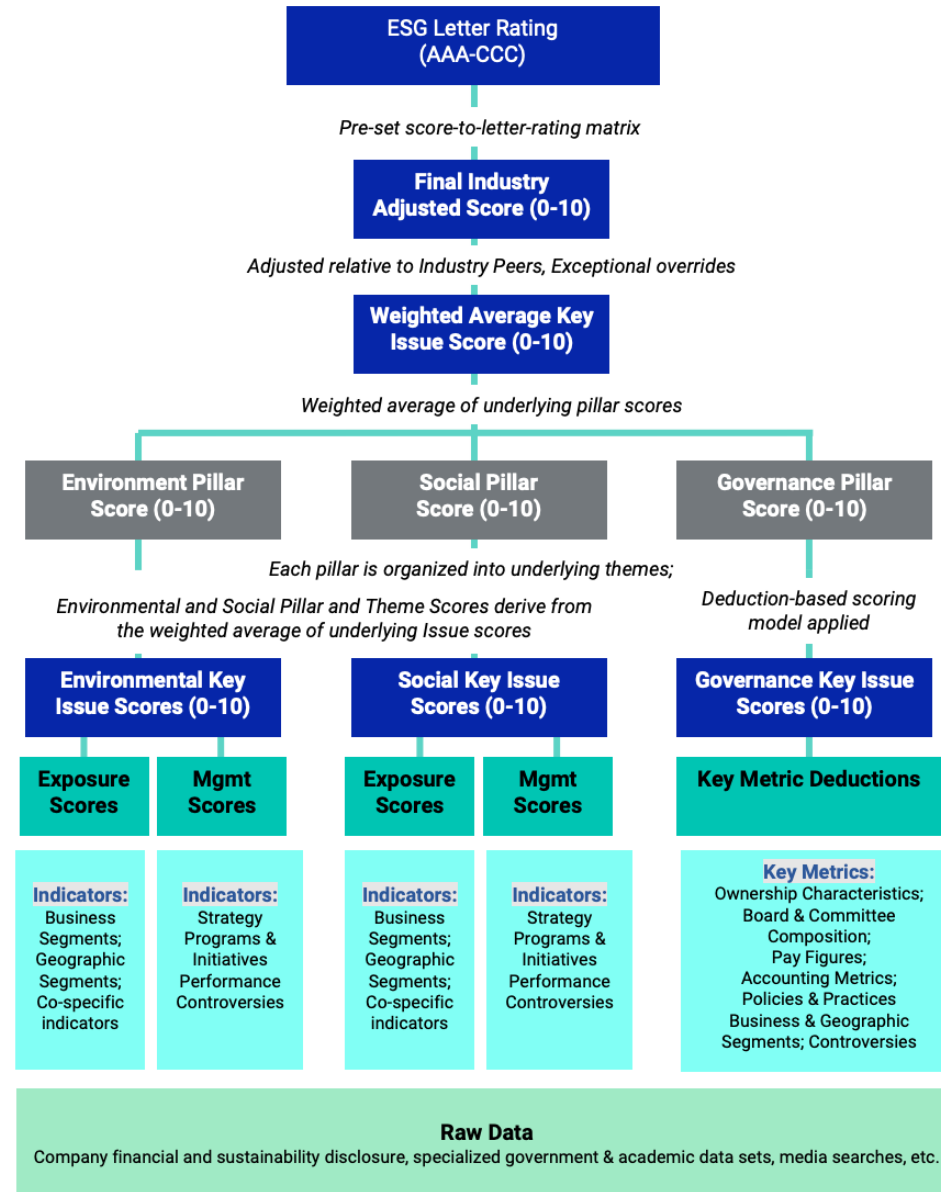 ESG Letter Rating
(AAA-CCC)
Pre-set score-to-letter-rating matrix
Final Industry
Adjusted Score (0-10)
Adjusted relative to Industry Peers, Exceptional overrides
Weighted Average Key
Issue Score (0-10)
Weighted average of underlying pillar scores
Environment Pillar
Score (0-10)
Social Pillar
Score (0-10)
Governance Pillar
Score (0-10)
Each pillar is organized into underlying themes;
Environmental and Social Pillar and Theme Scores derive from
the weighted average of underlying Issue scores
Deduction-based scoring
model applied
Environmental Key
Issue Scores (0-10)
Social Key Issue
Scores (0-10)
Governance Key Issue
Scores (0-10)
Exposure
Scores
Mgmt
Scores
Exposure
Scores
Mgmt
Scores
Key Metric Deductions
Indicators:
Business
Segments;
Geographic
Segments;
Co-specific
indicators
Indicators:
Strategy
Programs &
Initiatives
Performance
Controversies
Indicators:
Business
Segments;
Geographic
Segments;
Co-specific
indicators
Indicators:
Strategy
Programs &
Initiatives
Performance
Controversies
Key Metrics:
Ownership Characteristics;
Board & Committee
Composition;
Pay Figures;
Accounting Metrics;
Policies & Practices
Business & Geographic
Segments; Controversies
Raw Data
Company financial and sustainability disclosure, specialized government & academic data sets, media searches, etc.